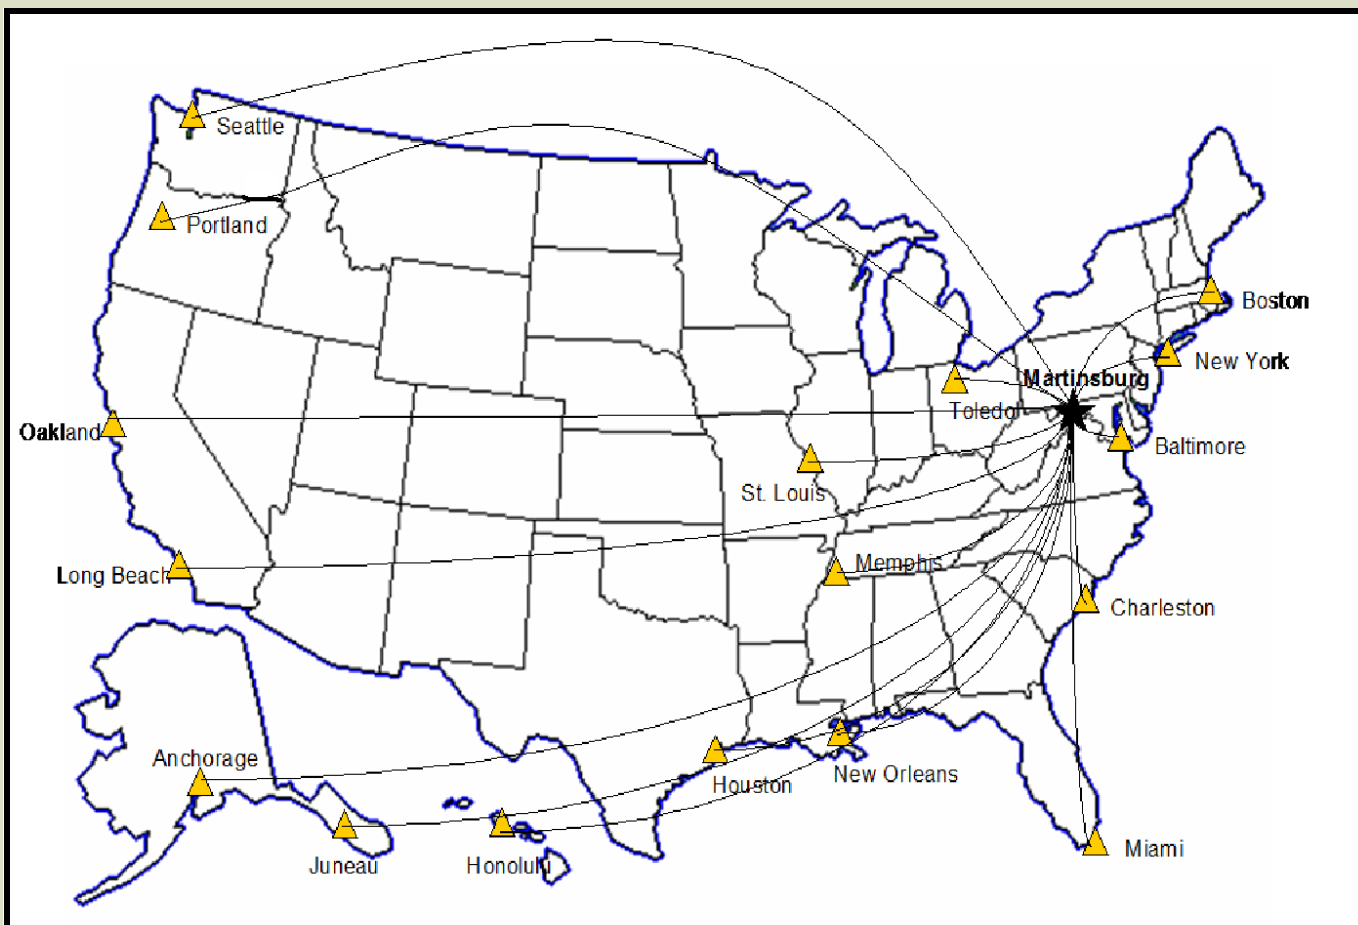 Seattle
Portland
Boston
New York
Martinsburg
Toledo
Oakland
Baltimore
St. Louis
Memphis
Long Beach
Charleston
Anchorage
New Orleans
Houston
Miami
Juneau
Honolulu